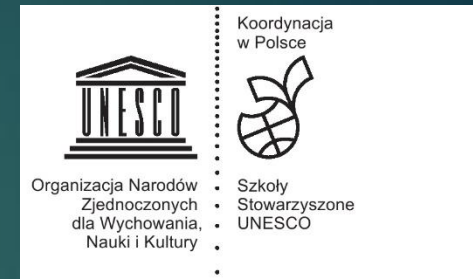 Koordynacja
w Polsce
UNESCO
Organizacja Narodów
Zjednoczonych
dla Wychowania,
Nauki i Kultury
Szkoły
Stowarzyszone
UNESCO